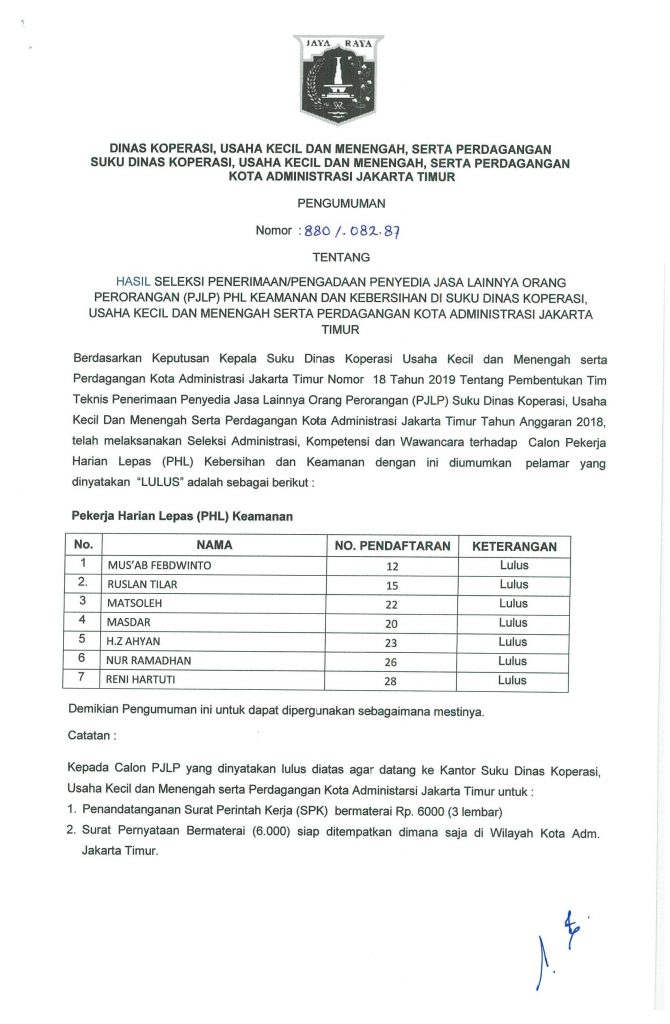 JAYA RAYA
DINAS KOPERASI, USAHA KECIL DAN MENENGAH, SERTA PERDAGANGAN
SUKU DINAS KOPERASI, USAHA KECIL DAN MENENGAH, SERTA PERDAGANGAN
KOTA ADMINISTRASI JAKARTA TIMUR
PENGUMUMAN
Nomor : 880/-082.87
TENTANG
HASIL SELEKSI PENERIMAAN/PENGADAAN PENYEDIA JASA LAINNYA ORANG
PERORANGAN (PJLP) PHL KEAMANAN DAN KEBERSIHAN DI SUKU DINAS KOPERASI,
USAHA KECIL DAN MENENGAH SERTA PERDAGANGAN KOTA ADMINISTRASI JAKARTA
TIMUR
Berdasarkan Keputusan Kepala Suku Dinas Koperasi Usaha Kecil dan Menengah serta
Perdagangan Kota Administrasi Jakarta Timur Nomor 18 Tahun 2019 Tentang Pembentukan Tim
Teknis Penerimaan Penyedia Jasa Lainnya Orang Perorangan (PJLP) Suku Dinas Koperasi, Usaha
Kecil Dan Menengah Serta Perdagangan Kota Administrasi Jakarta Timur Tahun Anggaran 2018,
telah melaksanakan Seleksi Administrasi, Kompetensi dan Wawancara terhadap Calon Pekerja
Harian Lepas (PHL) Kebersihan dan Keamanan dengan ini diumumkan pelamar yang
dinyatakan "LULUS" adalah sebagai berikut :
Pekerja Harian Lepas (PHL) Keamanan
No. NAMA NO. PENDAFTARAN KETERANGAN
1 MUS'AB FEBDWINTO 12 Lulus
2. RUSLAN TILAR 15 Lulus
3 MATSOLEH 22 Lulus
4 MASDAR 20 Lulus
5 H.Z AHYAN 23 Lulus
6 NUR RAMADHAN 26 Lulus
7 RENI HARTUTI 28 Lulus
Demikian Pengumuman ini untuk dapat dipergunakan sebagaimana mestinya.
Catatan :
Kepada Calon PJLP yang dinyatakan lulus diatas agar datang ke Kantor Suku Dinas Koperasi,
Usaha Kecil dan Menengah serta Perdagangan Kota Administarsi Jakarta Timur untuk :
1. Penandatanganan Surat Perintah Kerja (SPK) bermaterai Rp. 6000 (3 lembar)
2. Surat Pernyataan Bermaterai (6.000) siap ditempatkan dimana saja di Wilayah Kota Adm.
Jakarta Timur.